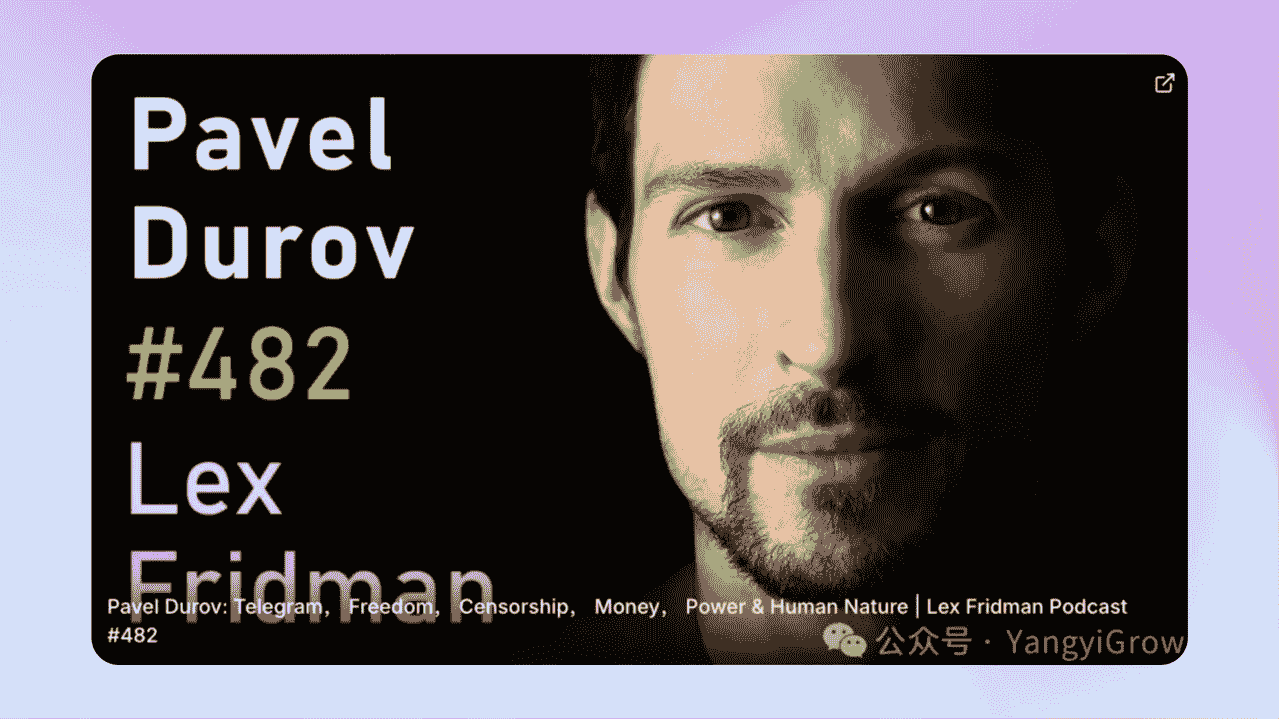 Pavel
Durov
#482
Lex
Fridman
Pavel Durov: Telegram, Freedom, Censorship, Money, Power & Human Nature | Lex Fridman Podcast
#482
公众号 · YangyiGrow